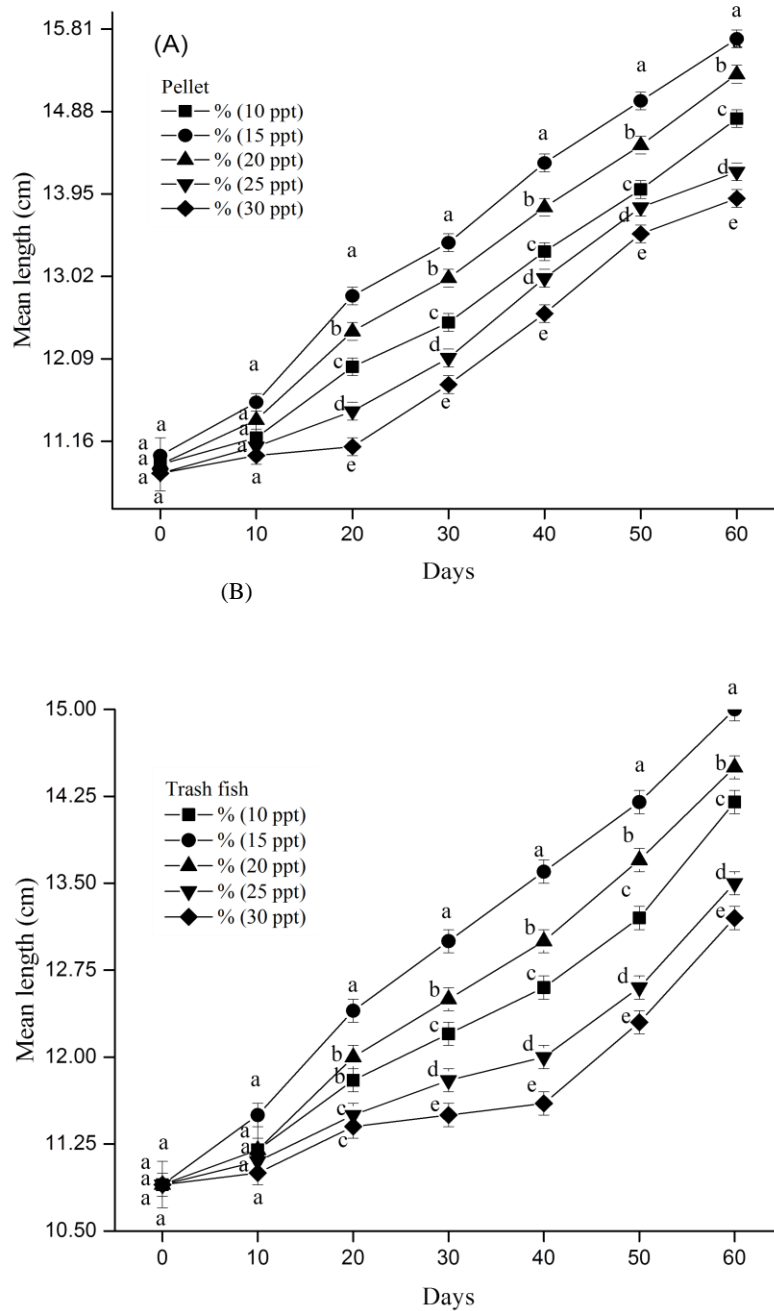 (A)
Pellet
% (10 ppt)
% (15 ppt)
% (20 ppt)
% (25 ppt)
% (30 ppt)
Mean length (cm)
15.81
14.88
13.95
13.02
12.09
11.16
a
a
a
a
a
a
a
a
a
a
a
b
c
d
e
a
b
c
d
e
a
b
c
d
e
a
b
c
d
e
a
b
c
d
e
0 10 20 30 40 50 60
Days
(B)
Trash fish
% (10 ppt)
% (15 ppt)
% (20 ppt)
% (25 ppt)
% (30 ppt)
Mean length (cm)
15.00
14.25
13.50
12.75
12.00
11.25
10.50
a
a
a
a
a
a
a
a
a
a
a
b
b
c
c
a
b
c
d
e
a
b
c
d
e
a
b
c
d
e
a
b
c
d
e
0 10 20 30 40 50 60
Days